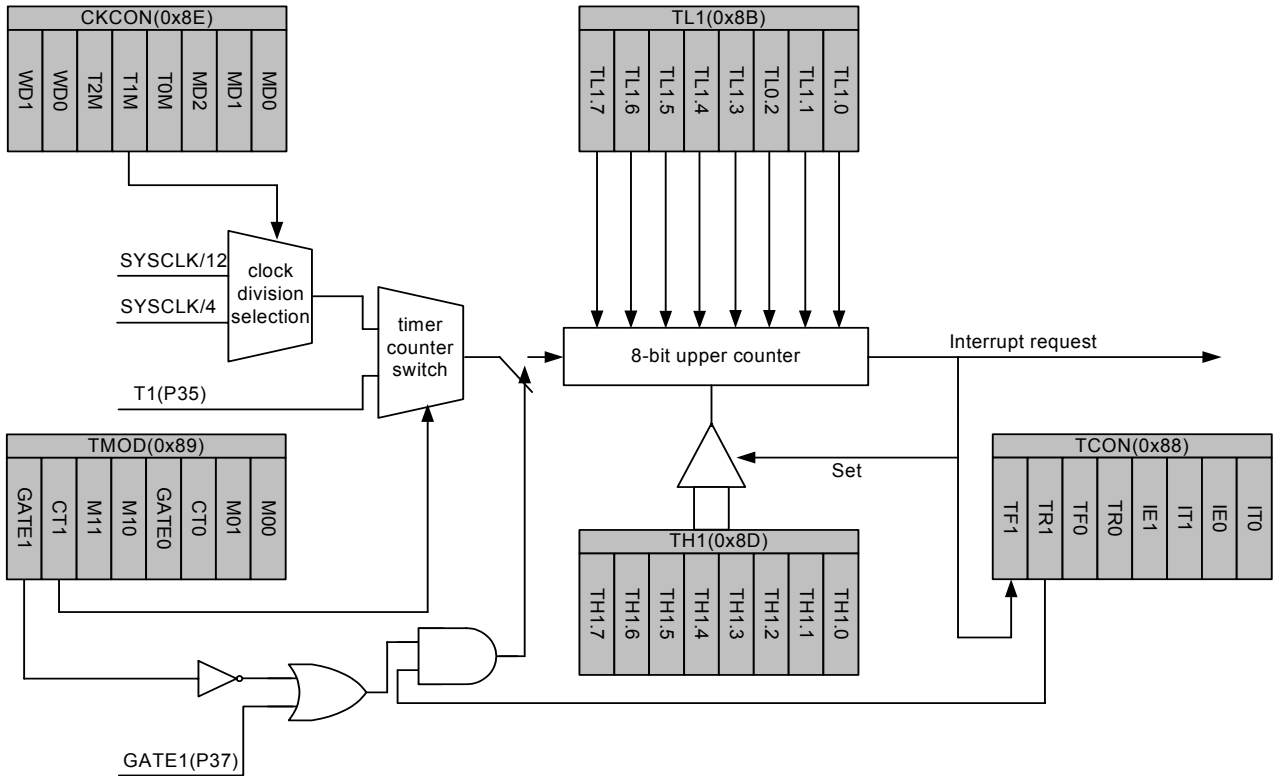 CKCON(0x8E)
WD1
WD0
T2M
T1M
T0M
MD2
MD1
MD0
TL1(0x8B)
TL1.7
TL1.6
TL1.5
TL1.4
TL1.3
TL0.2
TL1.1
TL1.0
SYSCLK/12
SYSCLK/4
clock
division
selection
T1(P35)
timer
counter
switch
8-bit upper counter
Interrupt request
Set
TMOD(0x89)
GATE1
CT1
M11
M10
GATE0
CT0
M01
M00
TH1(0x8D)
TH1.7
TH1.6
TH1.5
TH1.4
TH1.3
TH1.2
TH1.1
TH1.0
TCON(0x88)
TF1
TR1
TF0
TR0
IE1
IT1
IE0
IT0
GATE1(P37)